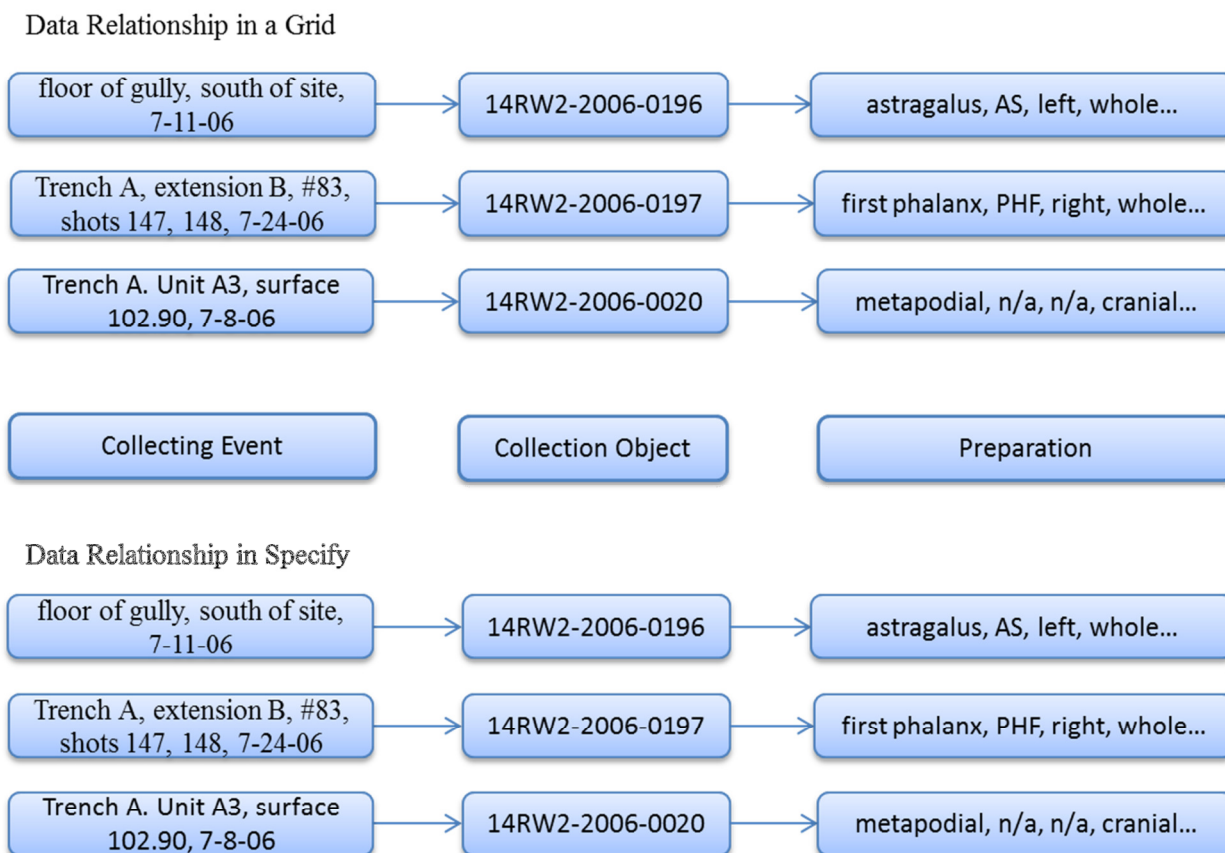 Data Relationship in a Grid
floor of gully, south of site,
7-11-06
14RW2-2006-0196
astragalus, AS, left, whole...
Trench A, extension B, #83,
shots 147, 148, 7-24-06
14RW2-2006-0197
first phalanx, PHF, right, whole...
Trench A. Unit A3, surface
102.90, 7-8-06
14RW2-2006-0020
metapodial, n/a, n/a, cranial...
Collecting Event
Collection Object
Preparation
Data Relationship in Specify
floor of gully, south of site,
7-11-06
14RW2-2006-0196
astragalus, AS, left, whole...
Trench A, extension B, #83,
shots 147, 148, 7-24-06
14RW2-2006-0197
first phalanx, PHF, right, whole...
Trench A. Unit A3, surface
102.90, 7-8-06
14RW2-2006-0020
metapodial, n/a, n/a, cranial...